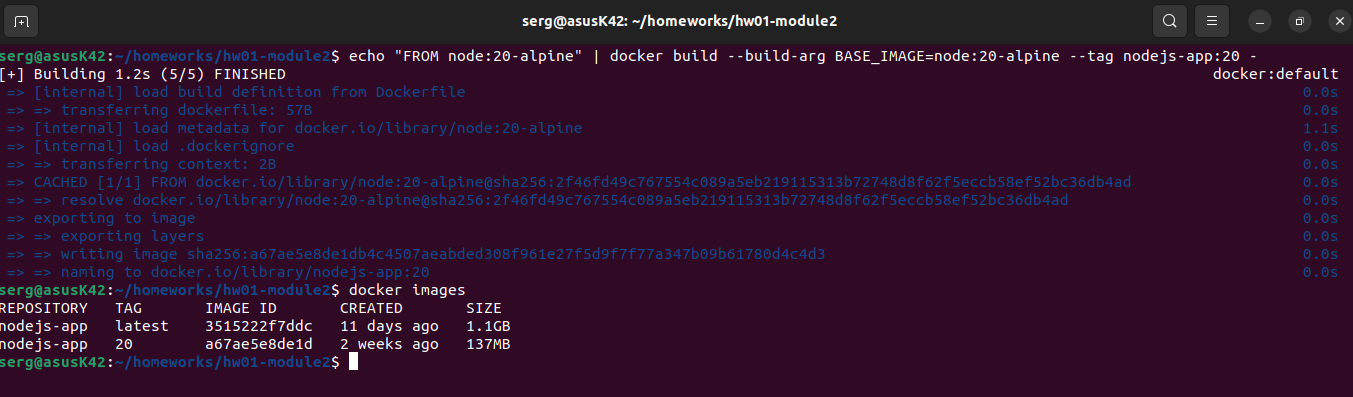 serg@asusK42: ~/homeworks/hw01-module2
serg@asusK42:~/homeworks/hw01-module2$ echo "FROM node:20-alpine" | docker build --build-arg BASE_IMAGE=node:20-alpine --tag nodejs-app:20 -
[+] Building 1.2s (5/5) FINISHED docker:default
=> [internal] load build definition from Dockerfile 0.0s
=> => transferring dockerfile: 57B 0.0s
=> [internal] load metadata for docker.io/library/node:20-alpine 1.1s
=> [internal] load .dockerignore 0.0s
=> => transferring context: 2B 0.0s
=> CACHED [1/1] FROM docker.io/library/node:20-alpine@sha256:2f46fd49c767554c089a5eb219115313b72748d8f62f5eccb58ef52bc36db4ad 0.0s
=> => resolve docker.io/library/node:20-alpine@sha256:2f46fd49c767554c089a5eb219115313b72748d8f62f5eccb58ef52bc36db4ad 0.0s
=> exporting to image 0.0s
=> => exporting layers 0.0s
=> => writing image sha256:a67ae5e8de1db4c4507aeabded308f961e27f5d9f7f77a347b09b61780d4c4d3 0.0s
=> => naming to docker.io/library/nodejs-app:20 0.0s
serg@asusK42:~/homeworks/hw01-module2$ docker images
REPOSITORY TAG IMAGE ID CREATED SIZE
nodejs-app latest 3515222f7ddc 11 days ago 1.1GB
nodejs-app 20 a67ae5e8de1d 2 weeks ago 137MB
serg@asusK42:~/homeworks/hw01-module2$